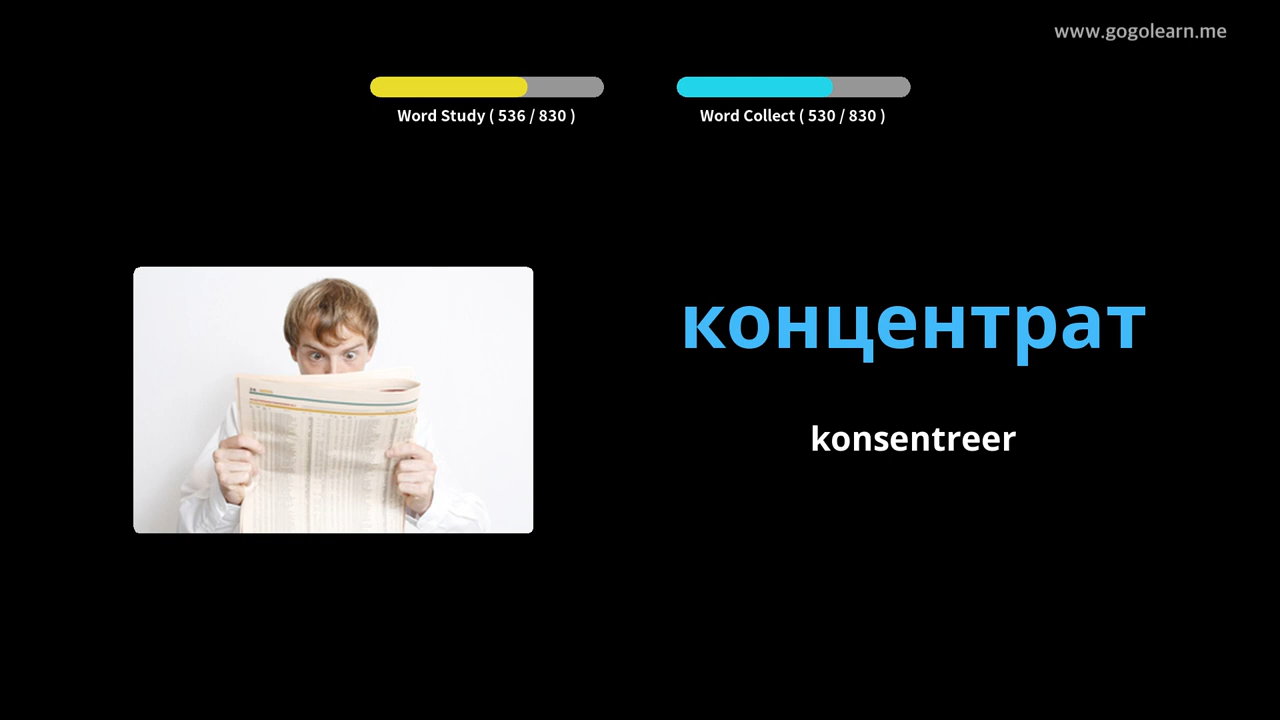 www.gogolearn.me
Word Study ( 536 / 830 )
Word Collect ( 530 / 830 )
концентрат
konsentreer